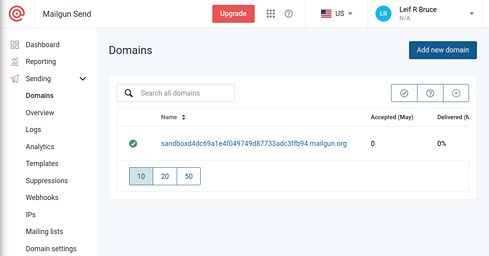 Mailgun Send
Upgrade
US
LR
Leif R Bruce
N/A
Dashboard
Reporting
Sending
Domains
Overview
Logs
Analytics
Templates
Suppressions
Webhooks
IPs
Mailing lists
Domain settings
Domains
Add new domain
Search all domains
Name
Accepted (May)
Delivered (M
sandboxd4dc69a1e4f049749d87733adc3ffb94.mailgun.org
0
0%
10
20
50